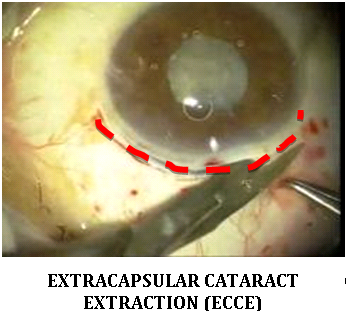 EXTRACAPSULAR CATARACT
EXTRACTION (ECCE)